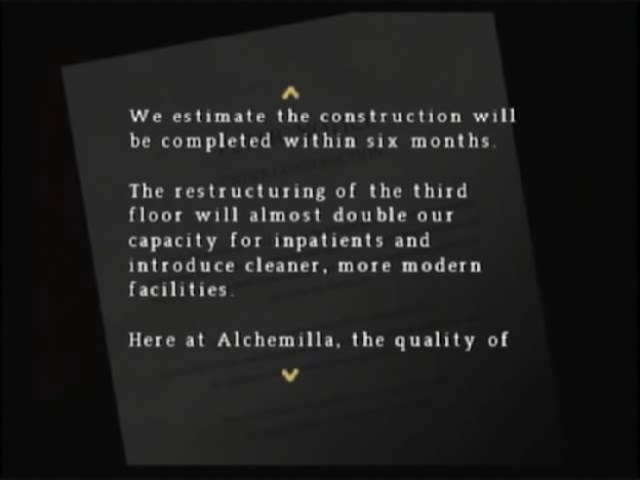 We estimate the construction will
be completed within six months.
The restructuring of the third
floor will almost double our
capacity for inpatients and
introduce cleaner, more modern
facilities.
Here at Alchemilla, the quality of